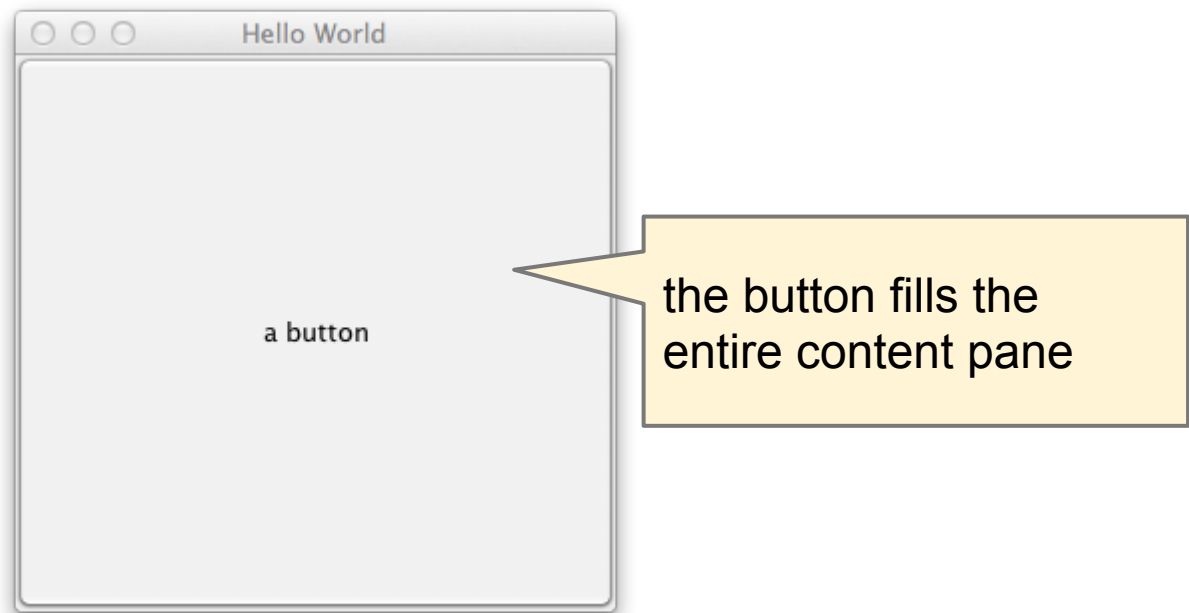 Hello World
a button
the button fills the
entire content pane